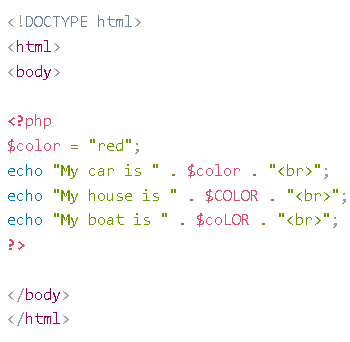 <!DOCTYPE html>
<html>
<body>
<?php
$color = "red";
echo "My car is " . $color . "<br>";
echo "My house is " . $COLOR . "<br>";
echo "My boat is " . $coLOR . "<br>";
?>
</body>
</html>